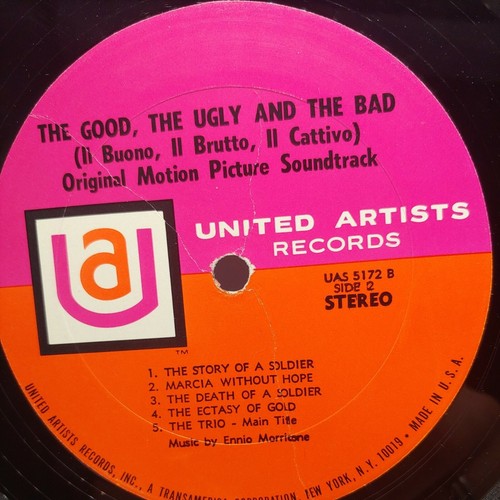 THE GOOD, THE UGLY AND THE BAD
(Il Buono, Il Brutto, Il Cattivo)
Original Motion Picture Soundtrack
ua
UNITED ARTISTS
RECORDS
UAS 5172 B
SIDE 2
STEREO
TM
1. THE STORY OF A SOLDIER
2. MARCIA WITHOUT HOPE
3. THE DEATH OF A SOLDIER
4. THE ECTASY OF GOLD
5. THE TRIO - Main Title
Music by Ennio Morricone
UNITED ARTISTS RECORDS, INC., A TRANSAMERICA CORPORATION, NEW YORK, N.Y. 10019 • MADE IN U.S.A.